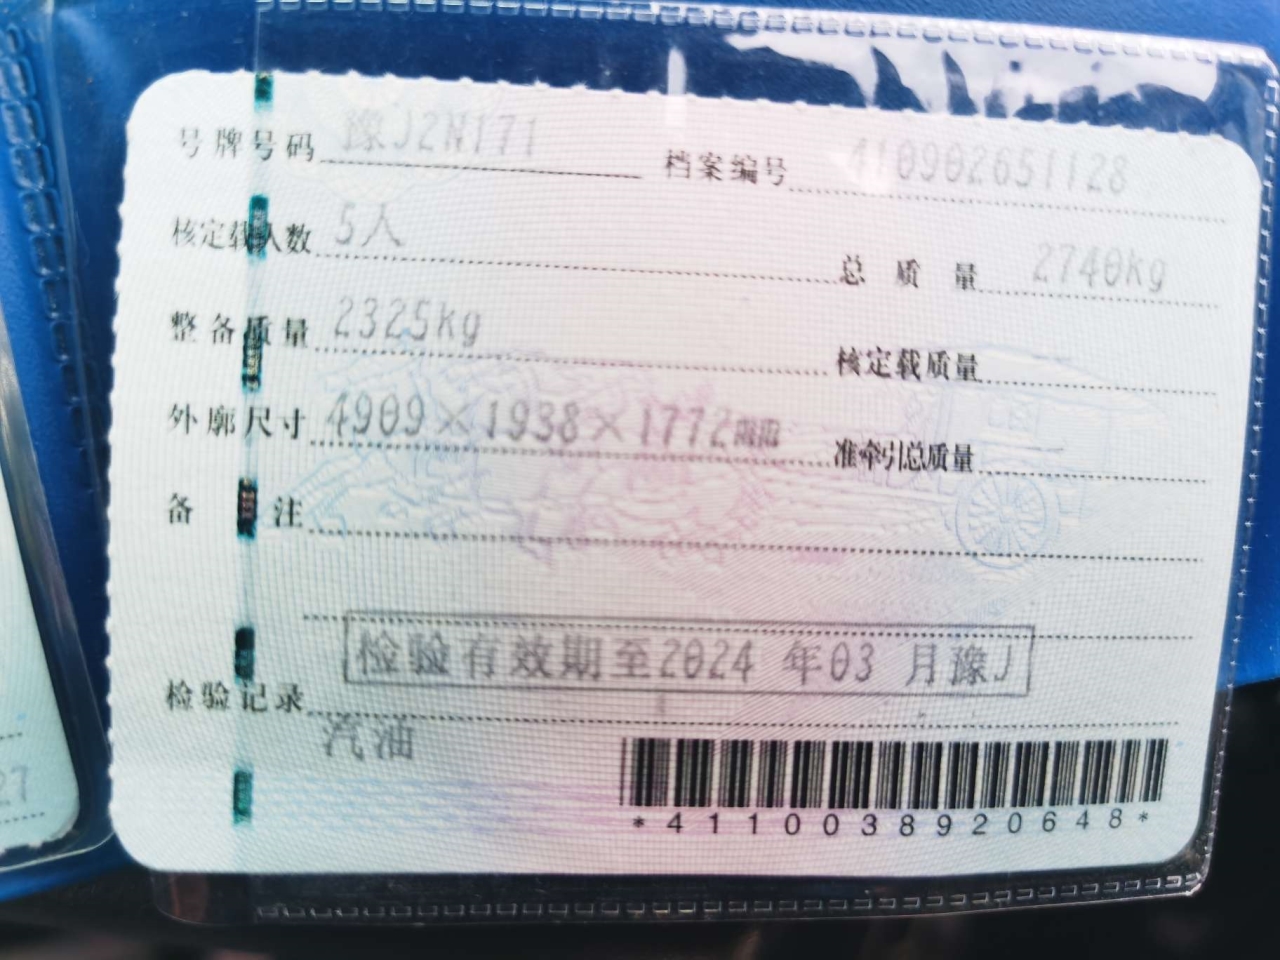 号牌号码 豫J2N171 档案编号 410902651128
核定载人数 5人 总质量 2740kg
整备质量 2325kg 核定载质量
外廓尺寸 4909×1938×1772mm 准牵引总质量
备注
检验有效期至2024 年03 月豫J
检验记录
汽油
*4110038920648*
27